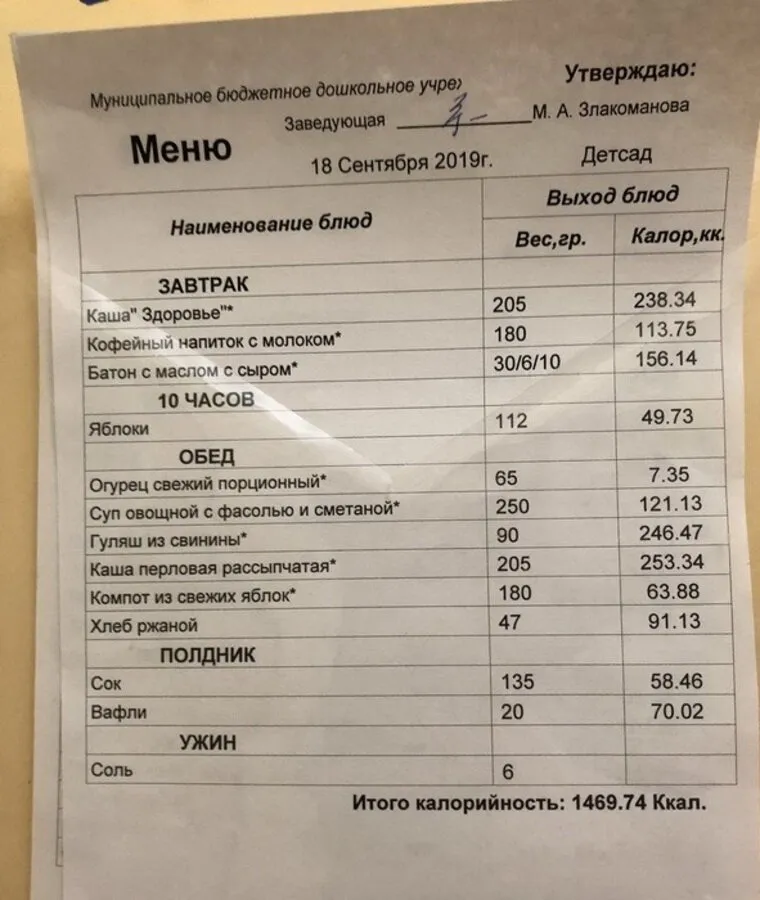 Утверждаю:
Муниципальное бюджетное дошкольное
Заведующая М. А. Злакоманова
Меню 18 Сентября 2019г. Детсад
Наименование блюд Выход блюд
Вес,гр. Калор,кк.
ЗАВТРАК
Каша" Здоровье"* 205 238.34
Кофейный напиток с молоком* 180 113.75
Батон с маслом с сыром* 30/6/10 156.14
10 ЧАСОВ
Яблоки 112 49.73
ОБЕД
Огурец свежий порционный* 65 7.35
Суп овощной с фасолью и сметаной* 250 121.13
Гуляш из свинины* 90 246.47
Каша перловая рассыпчатая* 205 253.34
Компот из свежих яблок* 180 63.88
Хлеб ржаной 47 91.13
ПОЛДНИК
Сок 135 58.46
Вафли 20 70.02
УЖИН
Соль 6
Итого калорийность: 1469.74 Ккал.